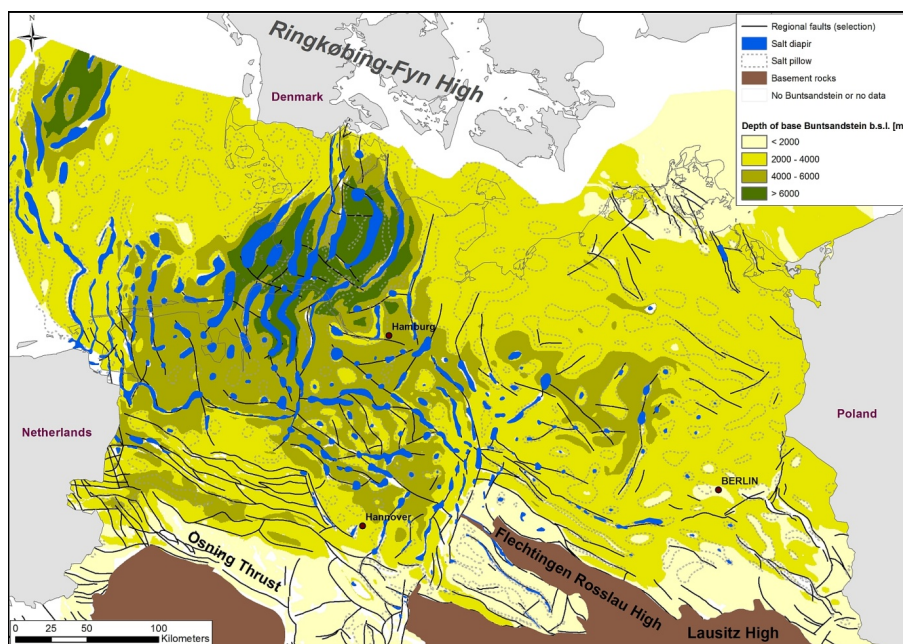 N
Ringkøbing-Fyn High
Denmark
Regional faults (selection)
Salt diapir
Salt pillow
Basement rocks
No Buntsandstein or no data
Depth of base Buntsandstein b.s.l. [m
< 2000
2000 - 4000
4000 - 6000
> 6000
Hamburg
Netherlands
Poland
BERLIN
Hannover
Osning Thrust
Flechtingen Rosslau High
Lausitz High
0 25 50 100
Kilometers